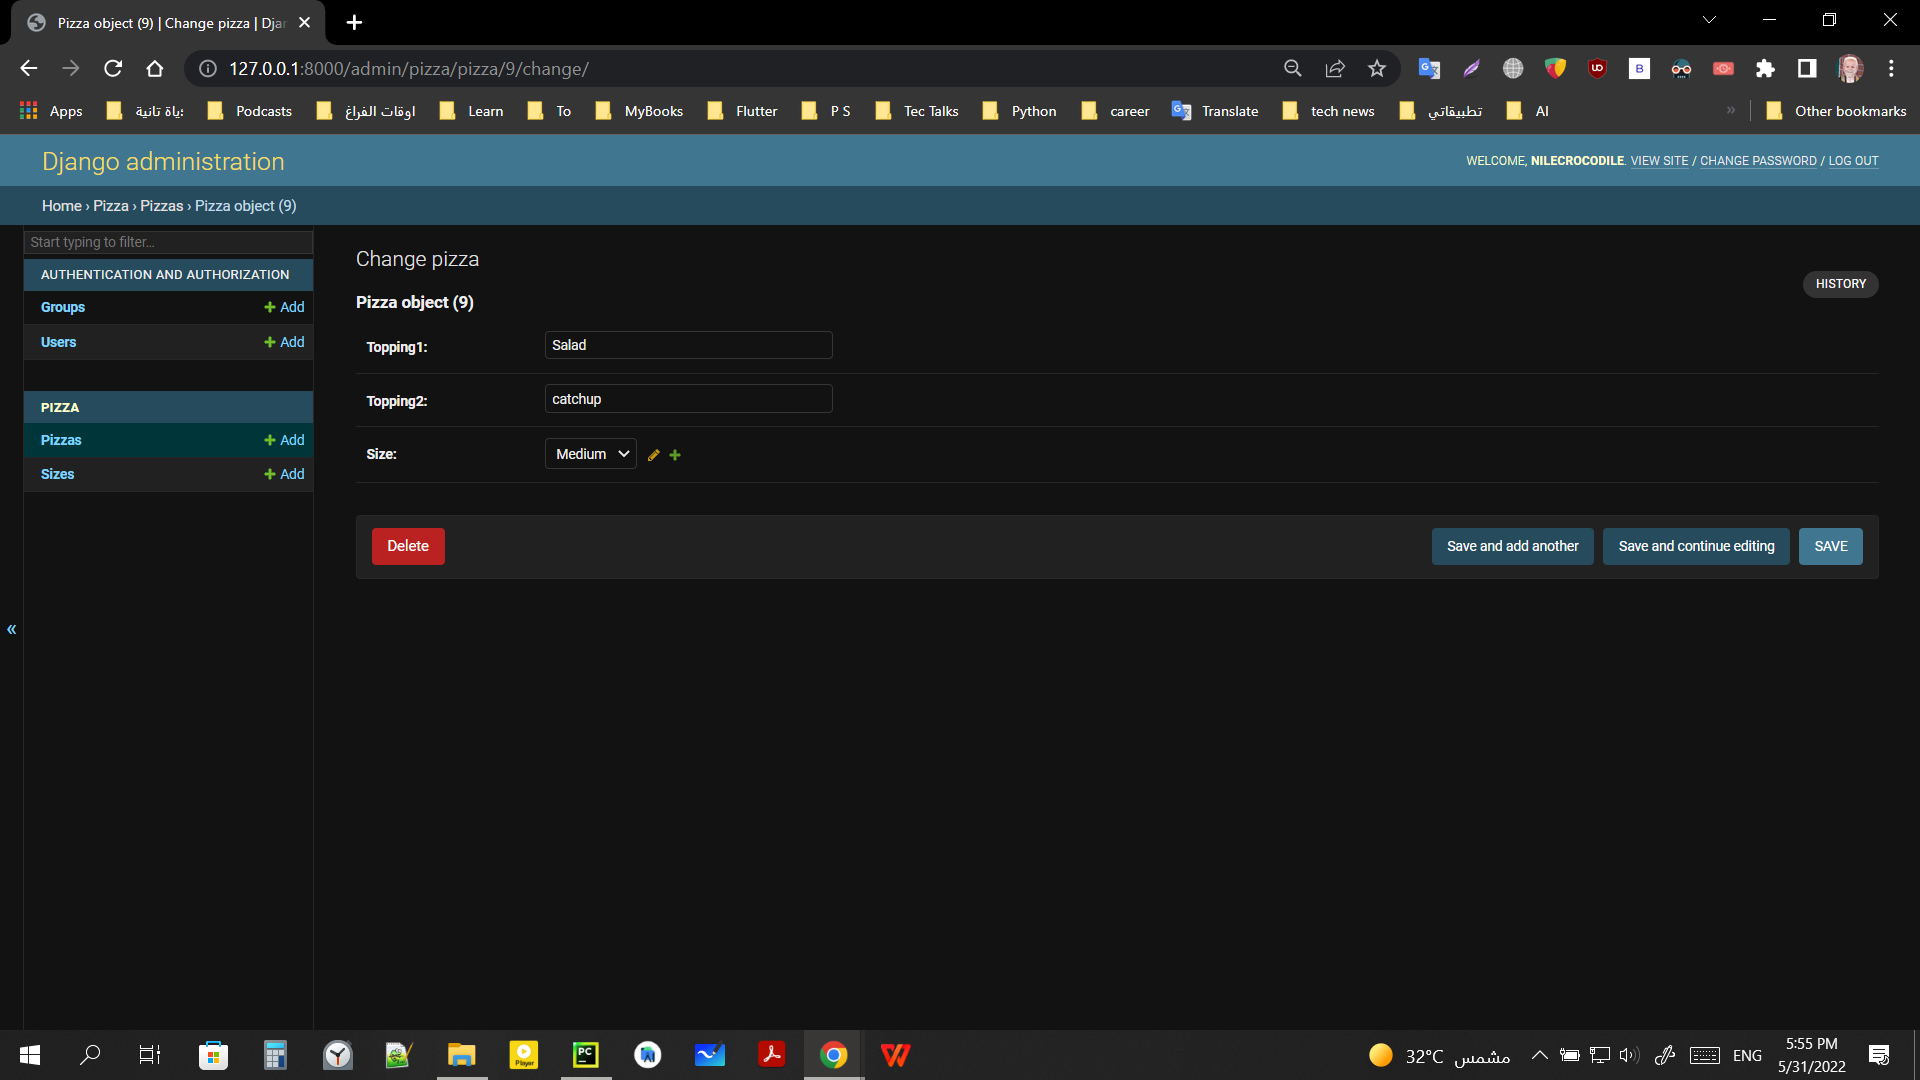 Pizza object (9) | Change pizza | Dja
127.0.0.1:8000/admin/pizza/pizza/9/change/
Apps
ياة تانية؛
Podcasts
اوقات الفراغ
Learn
To
MyBooks
Flutter
P S
Tec Talks
Python
career
Translate
tech news
تطبيقاتي
AI
»
Other bookmarks
Django administration
WELCOME, NILECROCODILE. VIEW SITE / CHANGE PASSWORD / LOG OUT
Home › Pizza › Pizzas › Pizza object (9)
Start typing to filter...
AUTHENTICATION AND AUTHORIZATION
Groups + Add
Users + Add
PIZZA
Pizzas + Add
Sizes + Add
«
Change pizza
HISTORY
Pizza object (9)
Topping1: Salad
Topping2: catchup
Size: Medium
Delete
Save and add another
Save and continue editing
SAVE
32°C مشمس
ENG
5:55 PM
5/31/2022